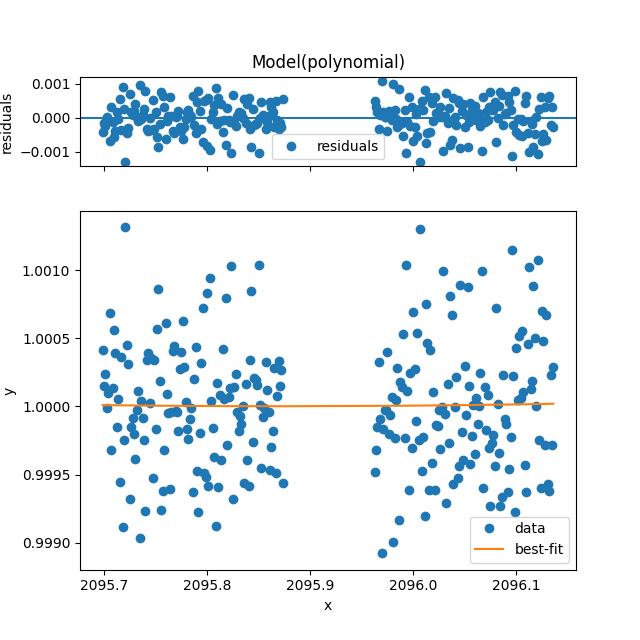 Model(polynomial)
residuals
0.001
0.000
−0.001
residuals
y
1.0010
1.0005
1.0000
0.9995
0.9990
data
best-fit
2095.7 2095.8 2095.9 2096.0 2096.1
x